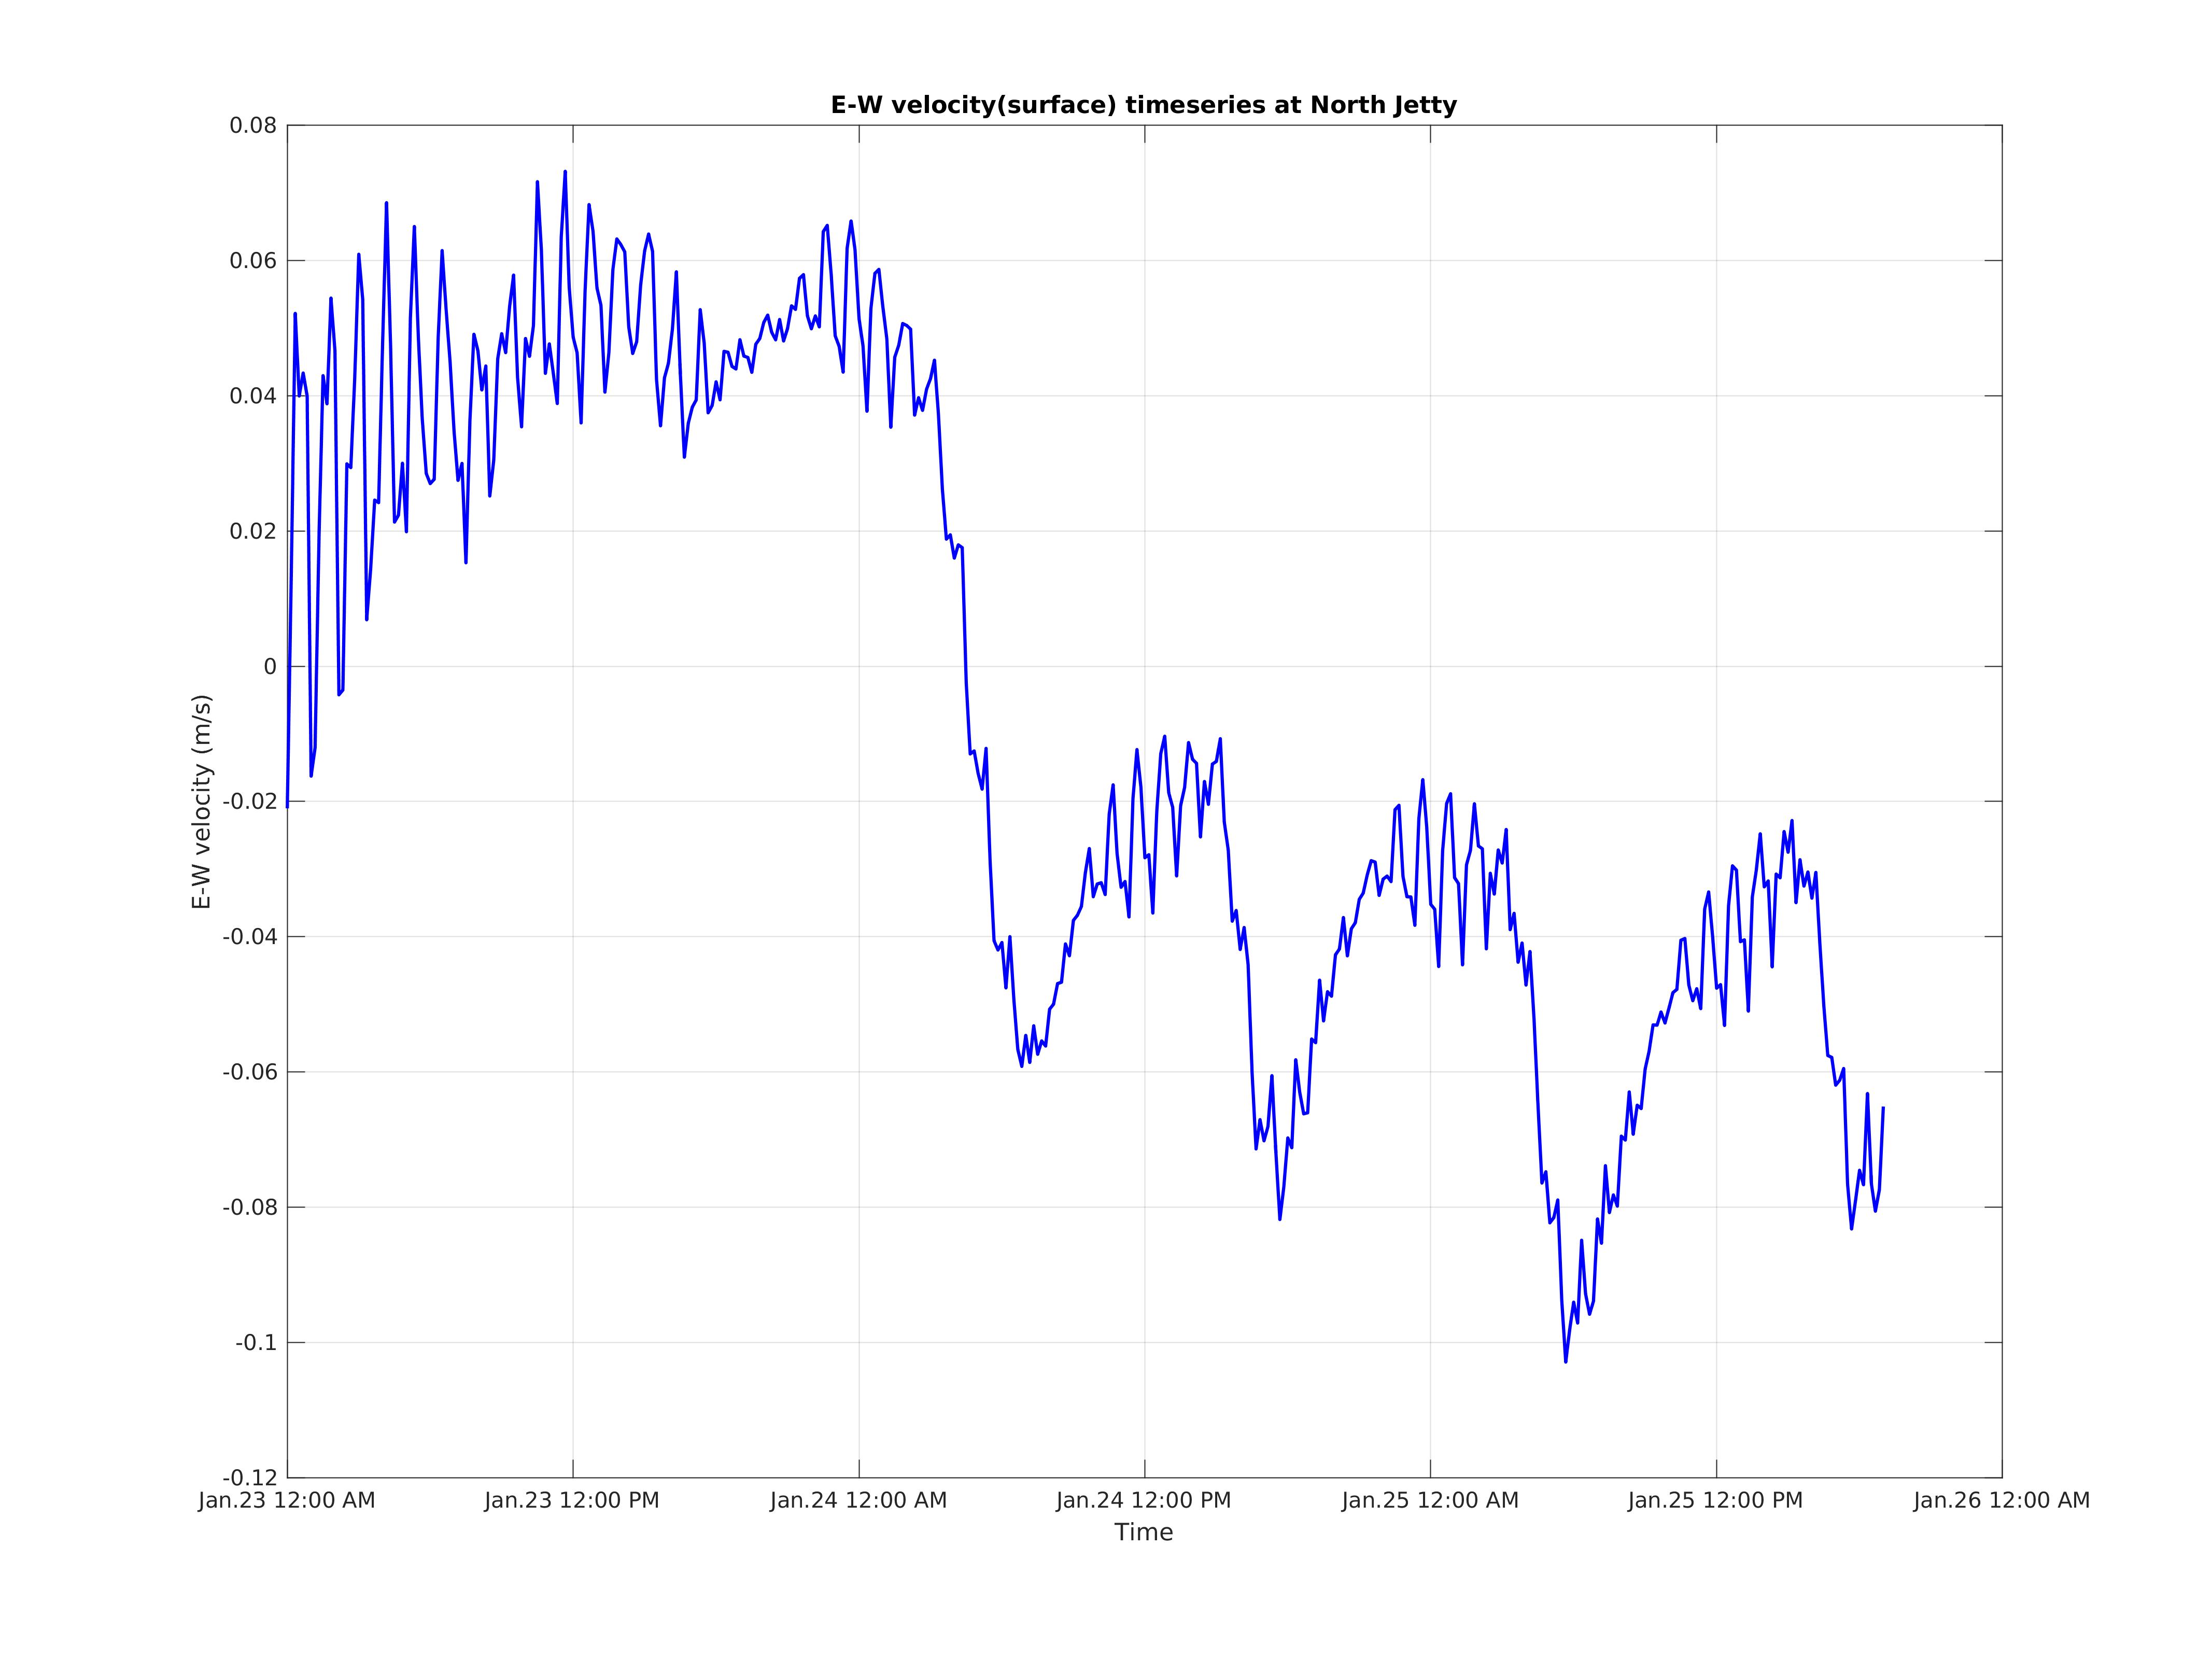 E-W velocity(surface) timeseries at North Jetty
0.08
0.06
0.04
0.02
0
-0.02
-0.04
-0.06
-0.08
-0.1
-0.12
E-W velocity (m/s)
Jan.23 12:00 AM Jan.23 12:00 PM Jan.24 12:00 AM Jan.24 12:00 PM Jan.25 12:00 AM Jan.25 12:00 PM Jan.26 12:00 AM
Time